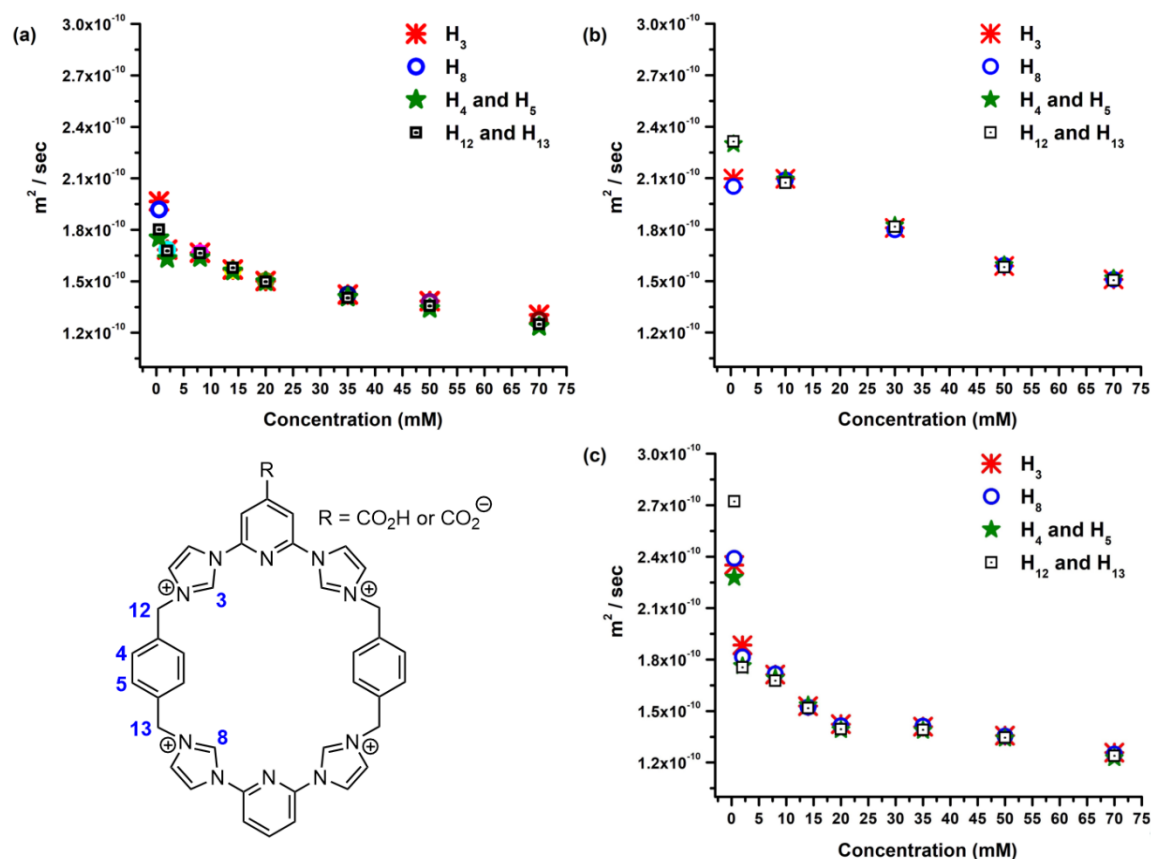 (a)
3.0x10⁻¹⁰
2.7x10⁻¹⁰
2.4x10⁻¹⁰
2.1x10⁻¹⁰
1.8x10⁻¹⁰
1.5x10⁻¹⁰
1.2x10⁻¹⁰
m² / sec
H₃
H₈
H₄ and H₅
H₁₂ and H₁₃
0 5 10 15 20 25 30 35 40 45 50 55 60 65 70 75
Concentration (mM)
(b)
3.0x10⁻¹⁰
2.7x10⁻¹⁰
2.4x10⁻¹⁰
2.1x10⁻¹⁰
1.8x10⁻¹⁰
1.5x10⁻¹⁰
1.2x10⁻¹⁰
m² / sec
H₃
H₈
H₄ and H₅
H₁₂ and H₁₃
0 5 10 15 20 25 30 35 40 45 50 55 60 65 70 75
Concentration (mM)
R
R = CO₂H or CO₂⊖
N
N N
⊕ N N ⊕
12 3
4
5
13 8
⊕ N N ⊕
N N
N
(c)
3.0x10⁻¹⁰
2.7x10⁻¹⁰
2.4x10⁻¹⁰
2.1x10⁻¹⁰
1.8x10⁻¹⁰
1.5x10⁻¹⁰
1.2x10⁻¹⁰
m² / sec
H₃
H₈
H₄ and H₅
H₁₂ and H₁₃
0 5 10 15 20 25 30 35 40 45 50 55 60 65 70 75
Concentration (mM)